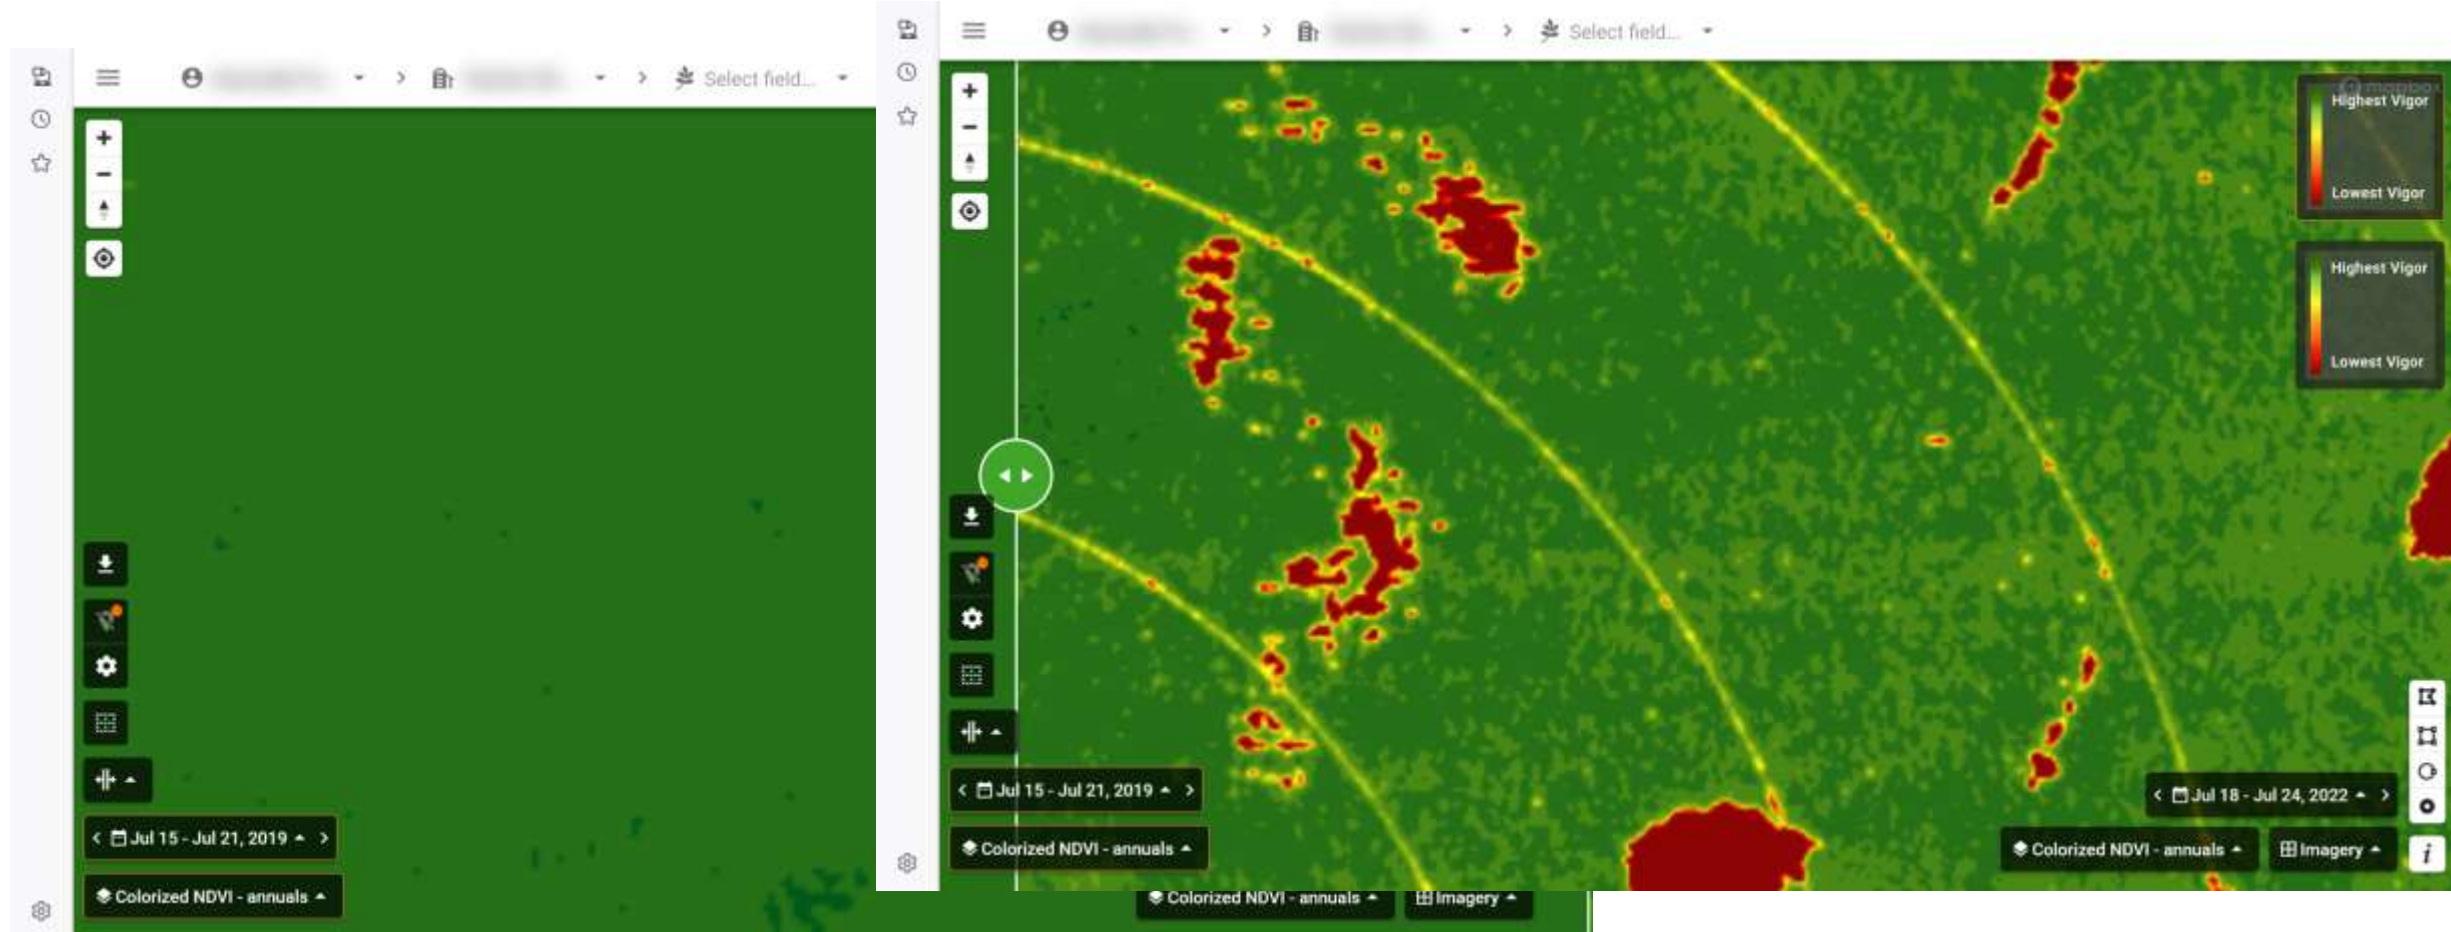 Select field...
Jul 15 - Jul 21, 2019
Colorized NDVI - annuals
Colorized NDVI - annuals
Imagery
Select field...
mapbox
Highest Vigor
Lowest Vigor
Highest Vigor
Lowest Vigor
Jul 15 - Jul 21, 2019
Colorized NDVI - annuals
Jul 18 - Jul 24, 2022
Colorized NDVI - annuals
Imagery
i